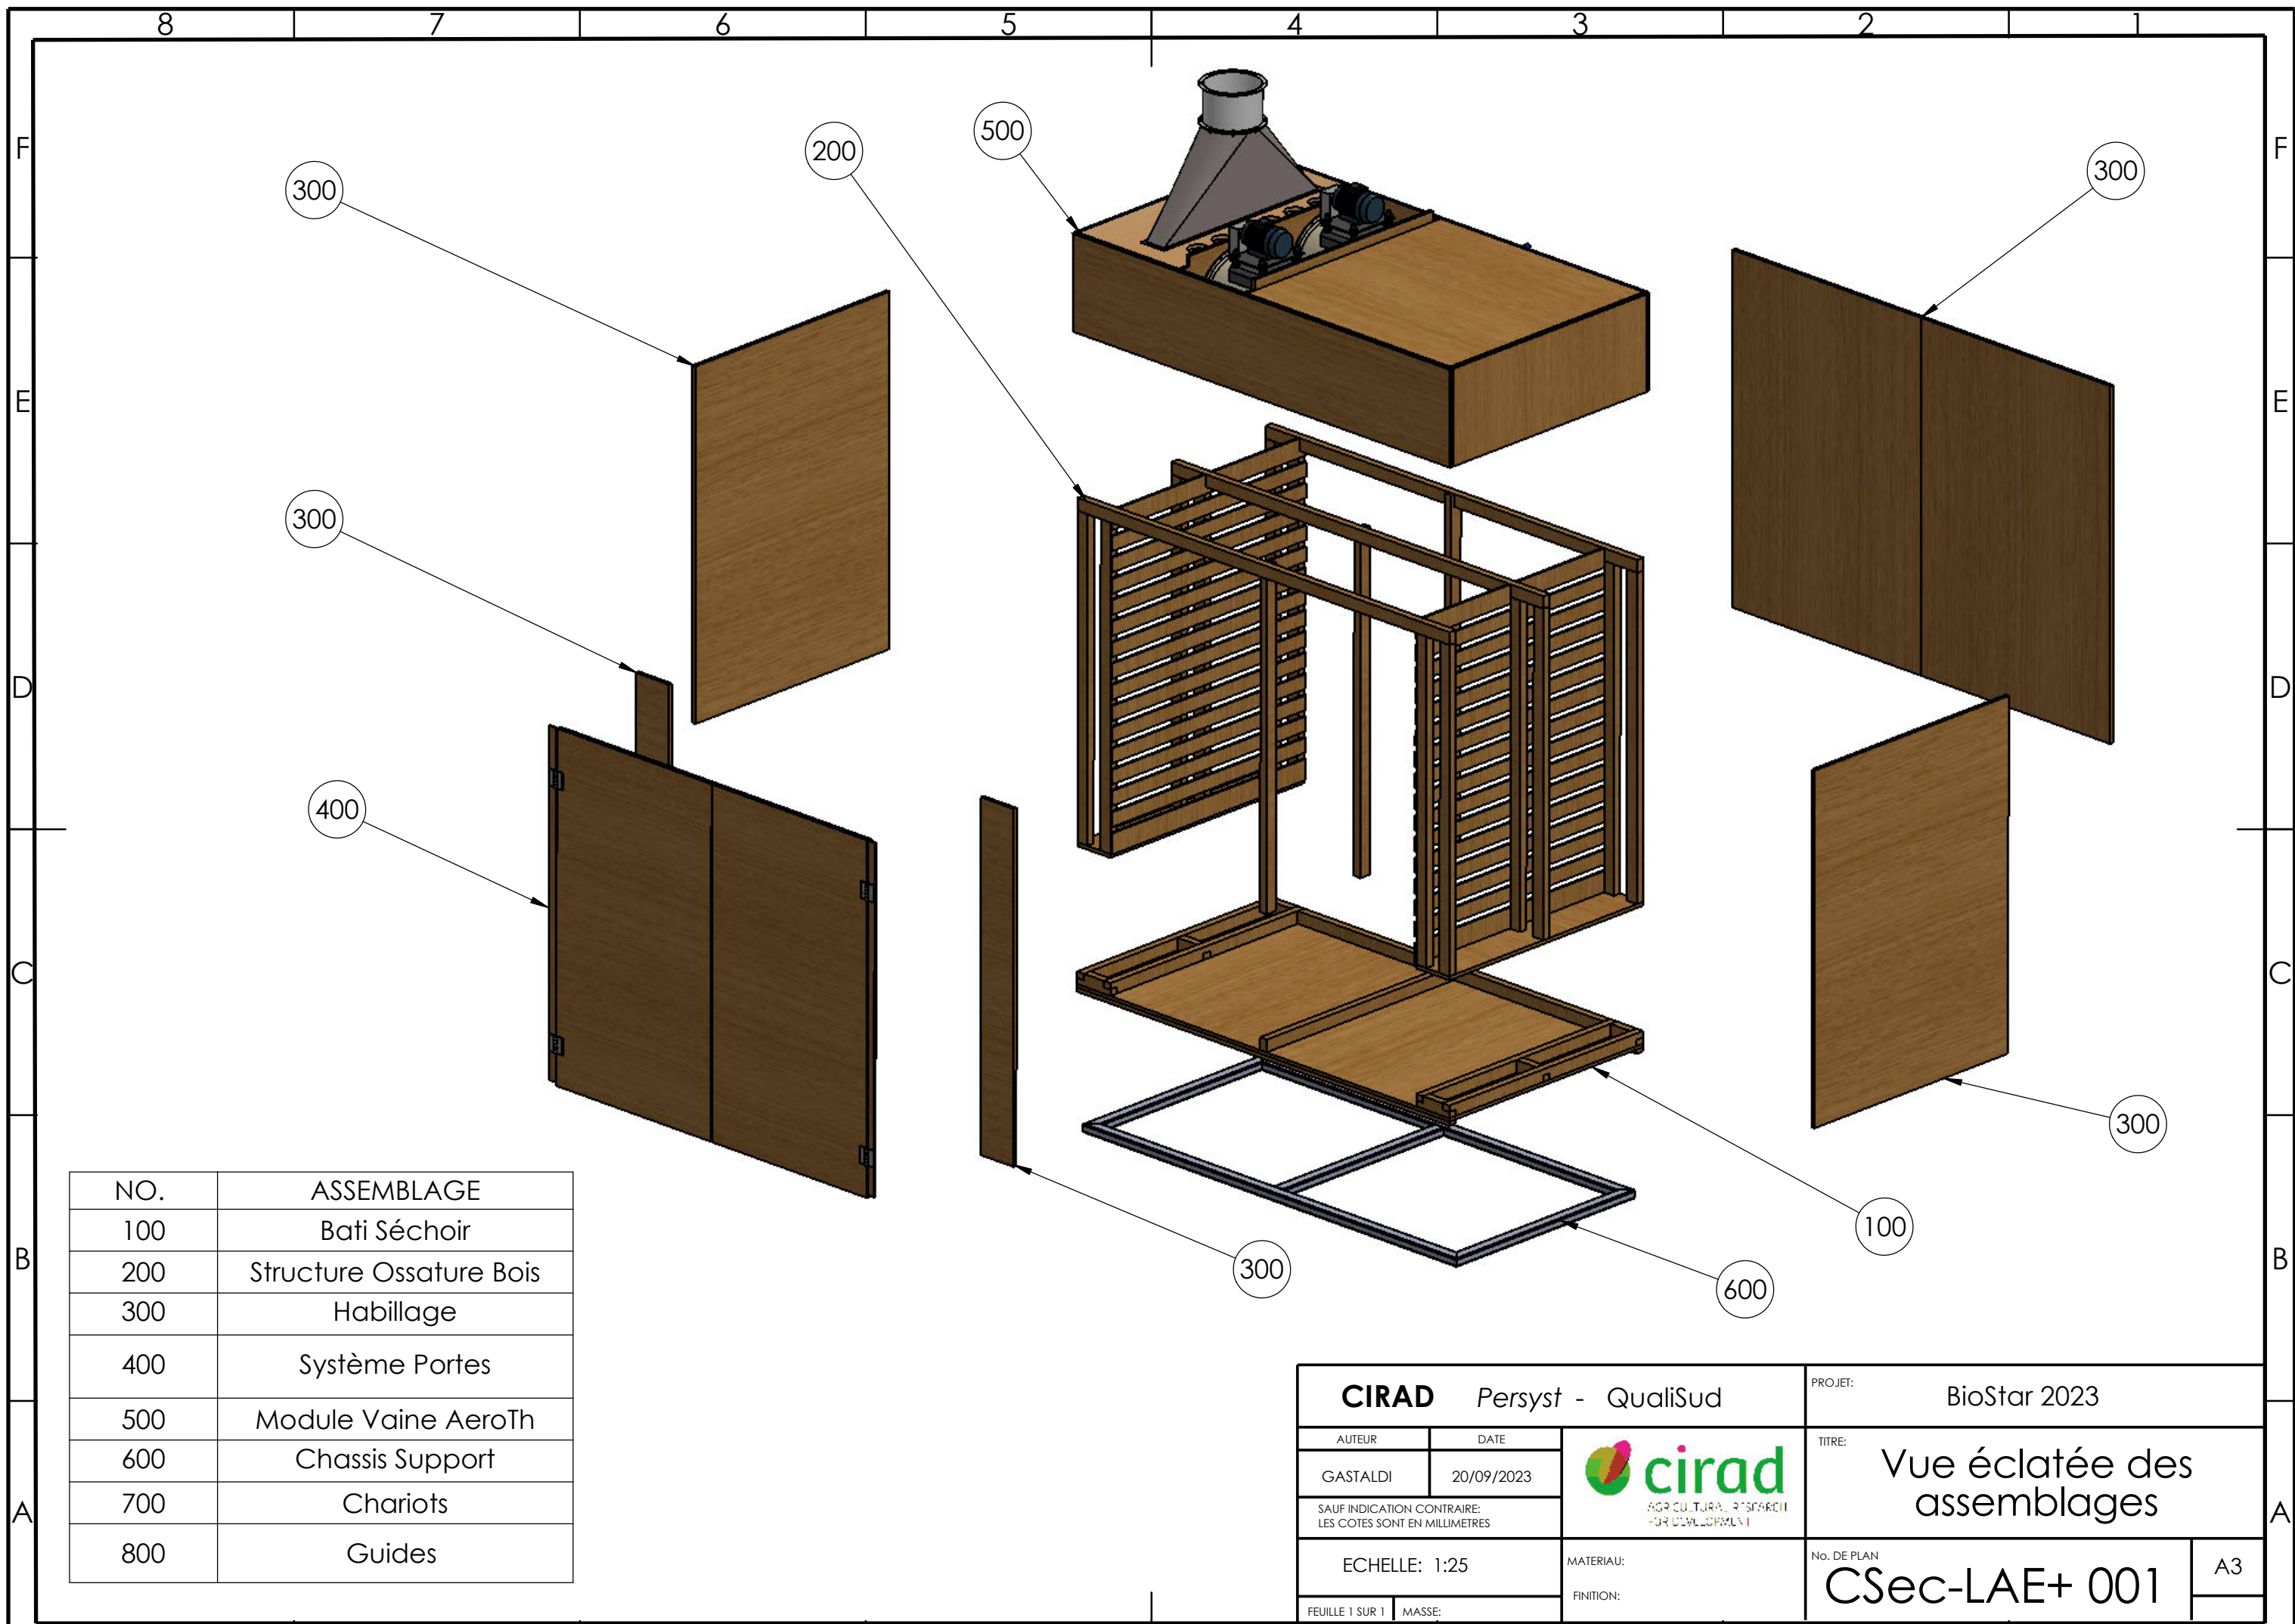 8 7 6 5 4 3 2 1
F F
E E
D D
C C
B B
A A
300
200
500
300
300
400
300
300
100
600
NO. ASSEMBLAGE
100 Bati Séchoir
200 Structure Ossature Bois
300 Habillage
400 Système Portes
500 Module Vaine AeroTh
600 Chassis Support
700 Chariots
800 Guides
CIRAD Persyst - QualiSud
PROJET: BioStar 2023
AUTEUR DATE
GASTALDI 20/09/2023
SAUF INDICATION CONTRAIRE:
LES COTES SONT EN MILLIMETRES
cirad
AGRICULTURAL RESEARCH
FOR DEVELOPMENT
TITRE: Vue éclatée des
assemblages
ECHELLE: 1:25
MATERIAU:
FINITION:
No. DE PLAN
CSec-LAE+ 001
A3
FEUILLE 1 SUR 1 MASSE: